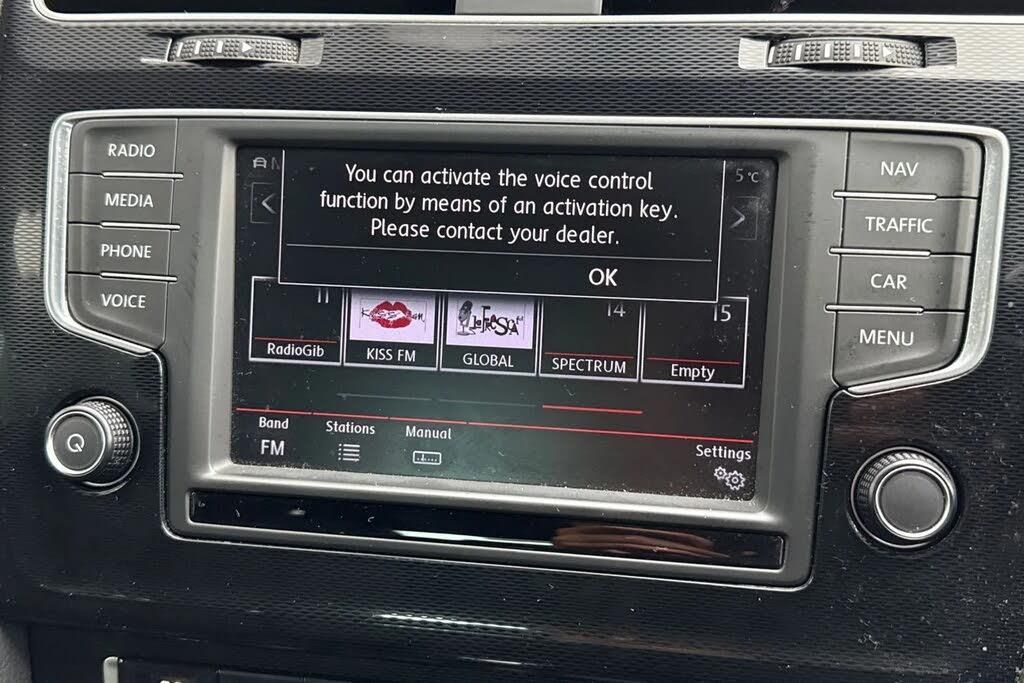 RADIO
MEDIA
PHONE
VOICE
NAV
TRAFFIC
CAR
MENU
5°C
You can activate the voice control
function by means of an activation key.
Please contact your dealer.
OK
11
14
15
RadioGib
KISS FM
GLOBAL
SPECTRUM
Empty
Band
FM
Stations
Manual
Settings